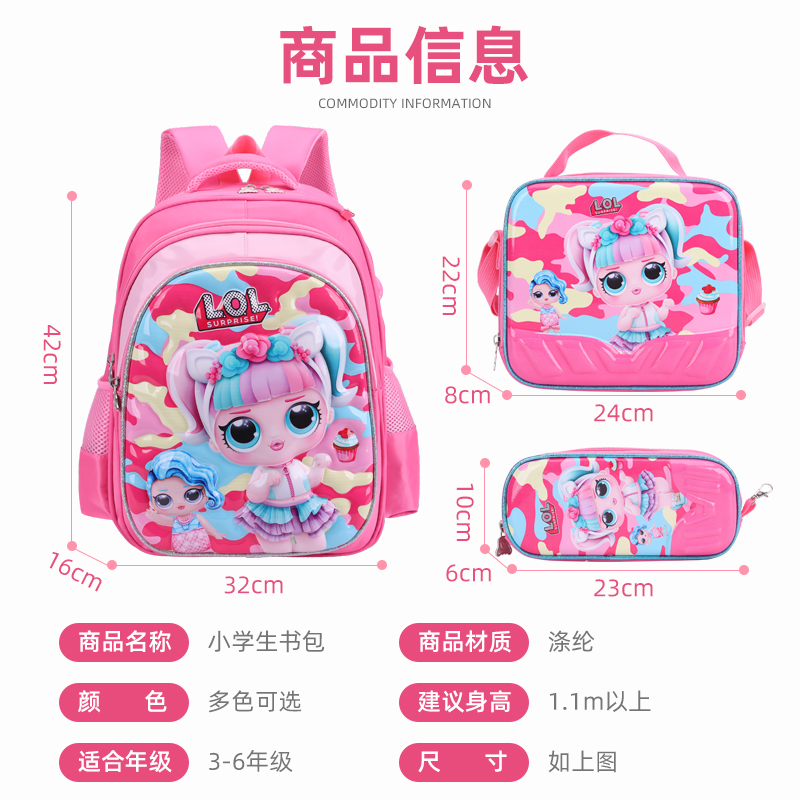 商品信息
COMMODITY INFORMATION
LOL
SURPRISE!
42cm
16cm
32cm
LOL
SURPRISE!
22cm
8cm
24cm
LOL
10cm
6cm
23cm
商品名称 小学生书包
商品材质 涤纶
颜 色 多色可选
建议身高 1.1m以上
适合年级 3-6年级
尺 寸 如上图